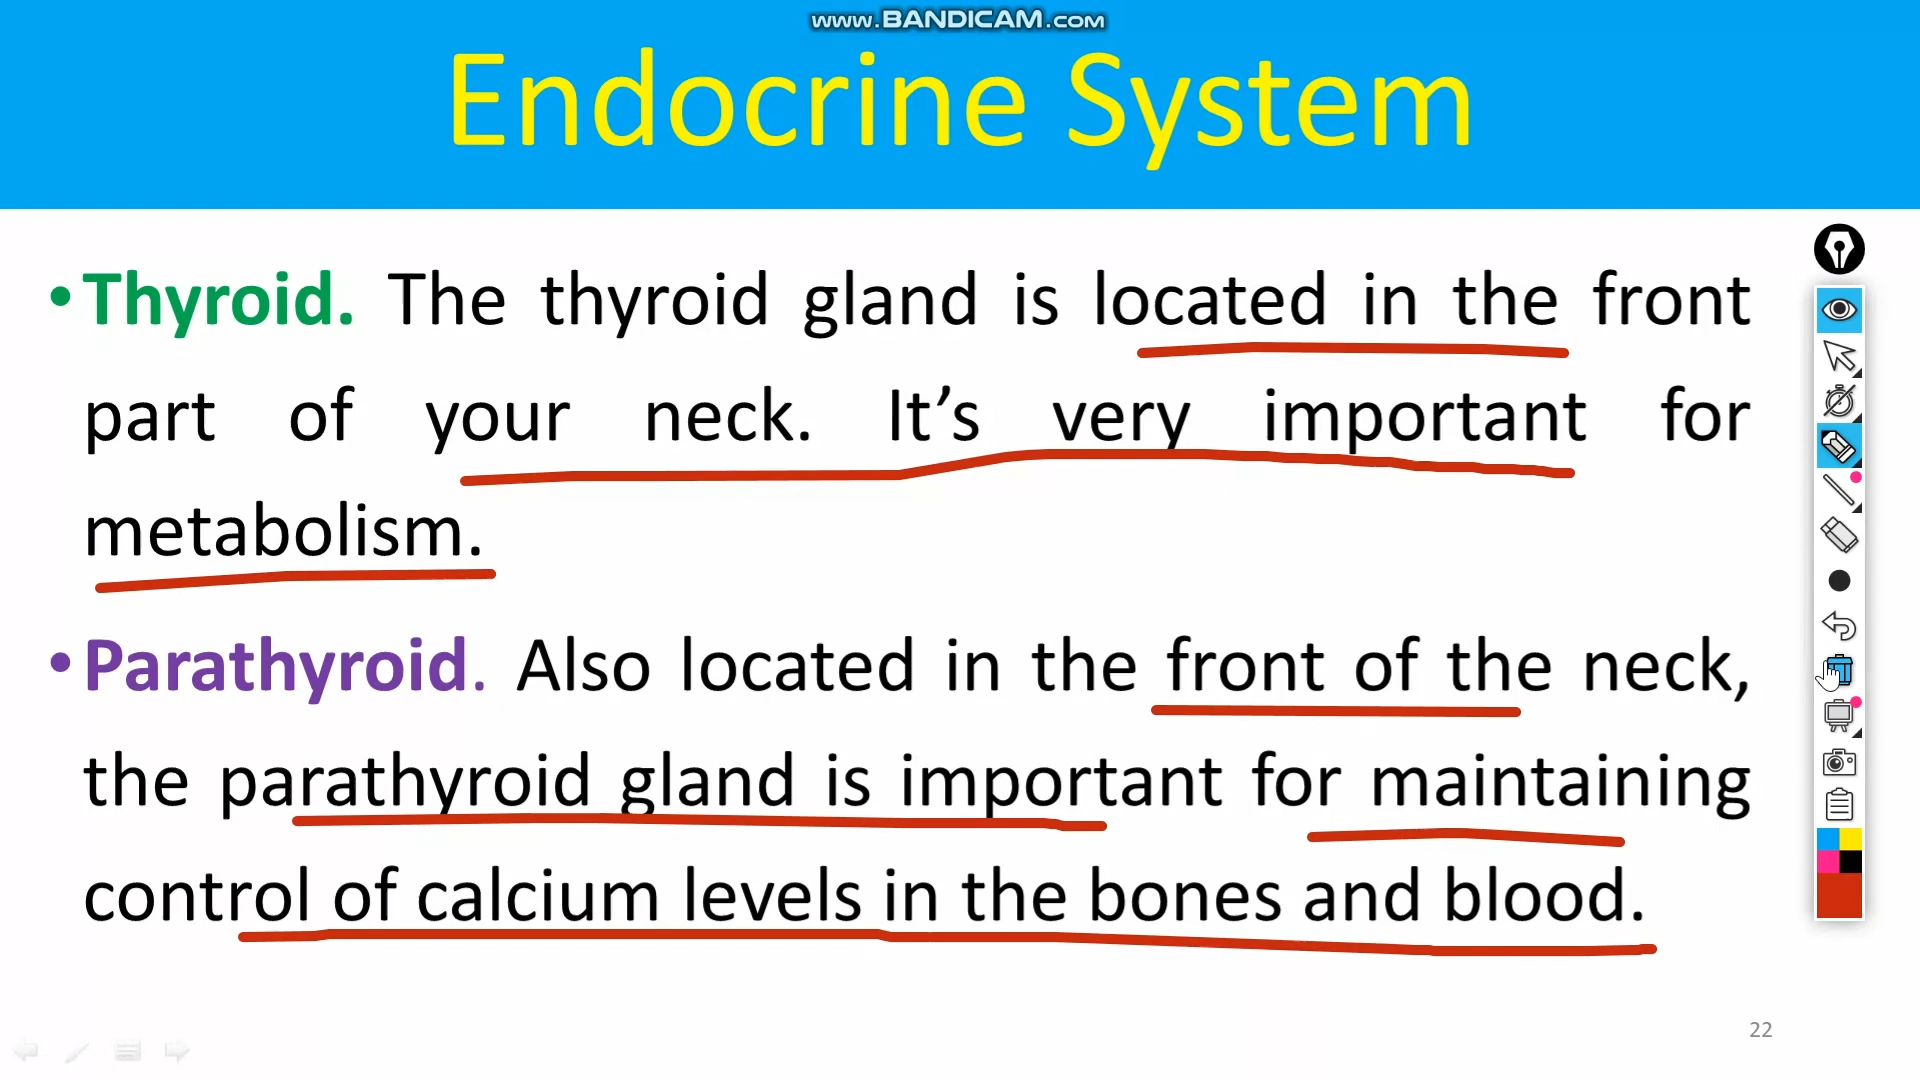 www.BANDICAM.com
Endocrine System
•Thyroid. The thyroid gland is located in the front
part of your neck. It’s very important for
metabolism.
•Parathyroid. Also located in the front of the neck,
the parathyroid gland is important for maintaining
control of calcium levels in the bones and blood.
22